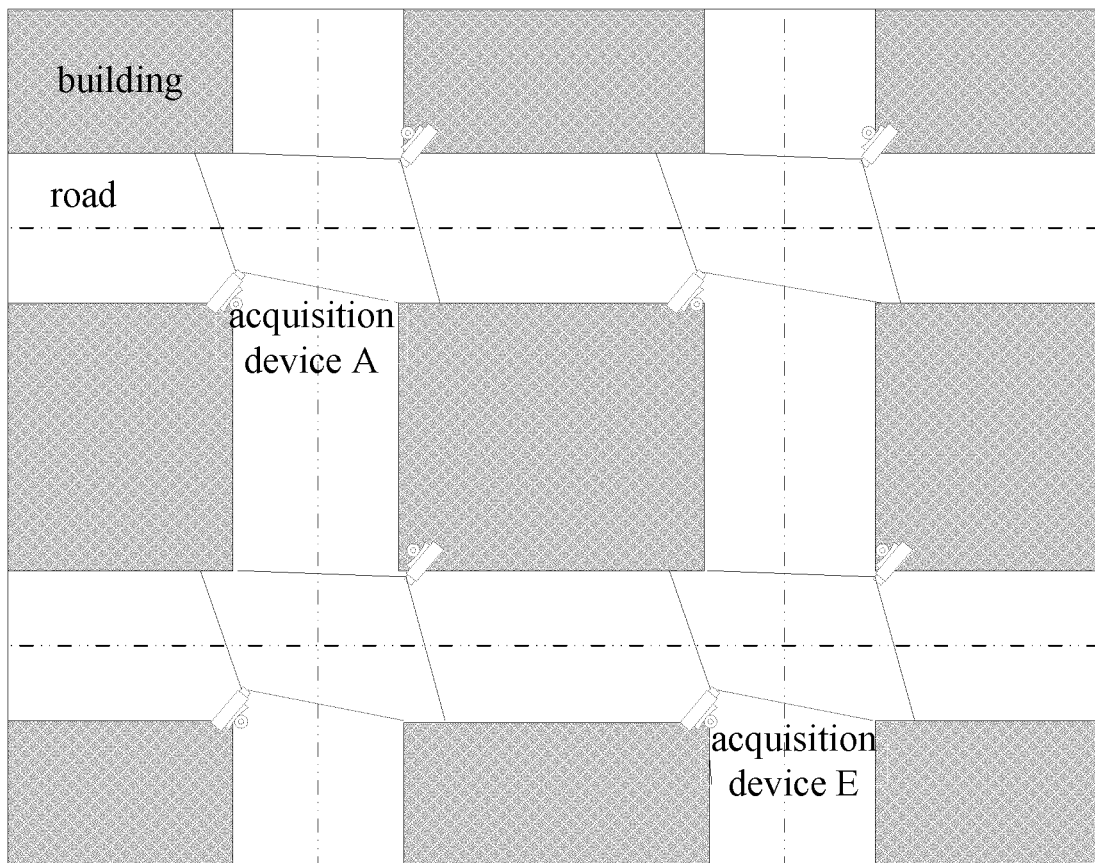 building
road
acquisition
device A
acquisition
device E